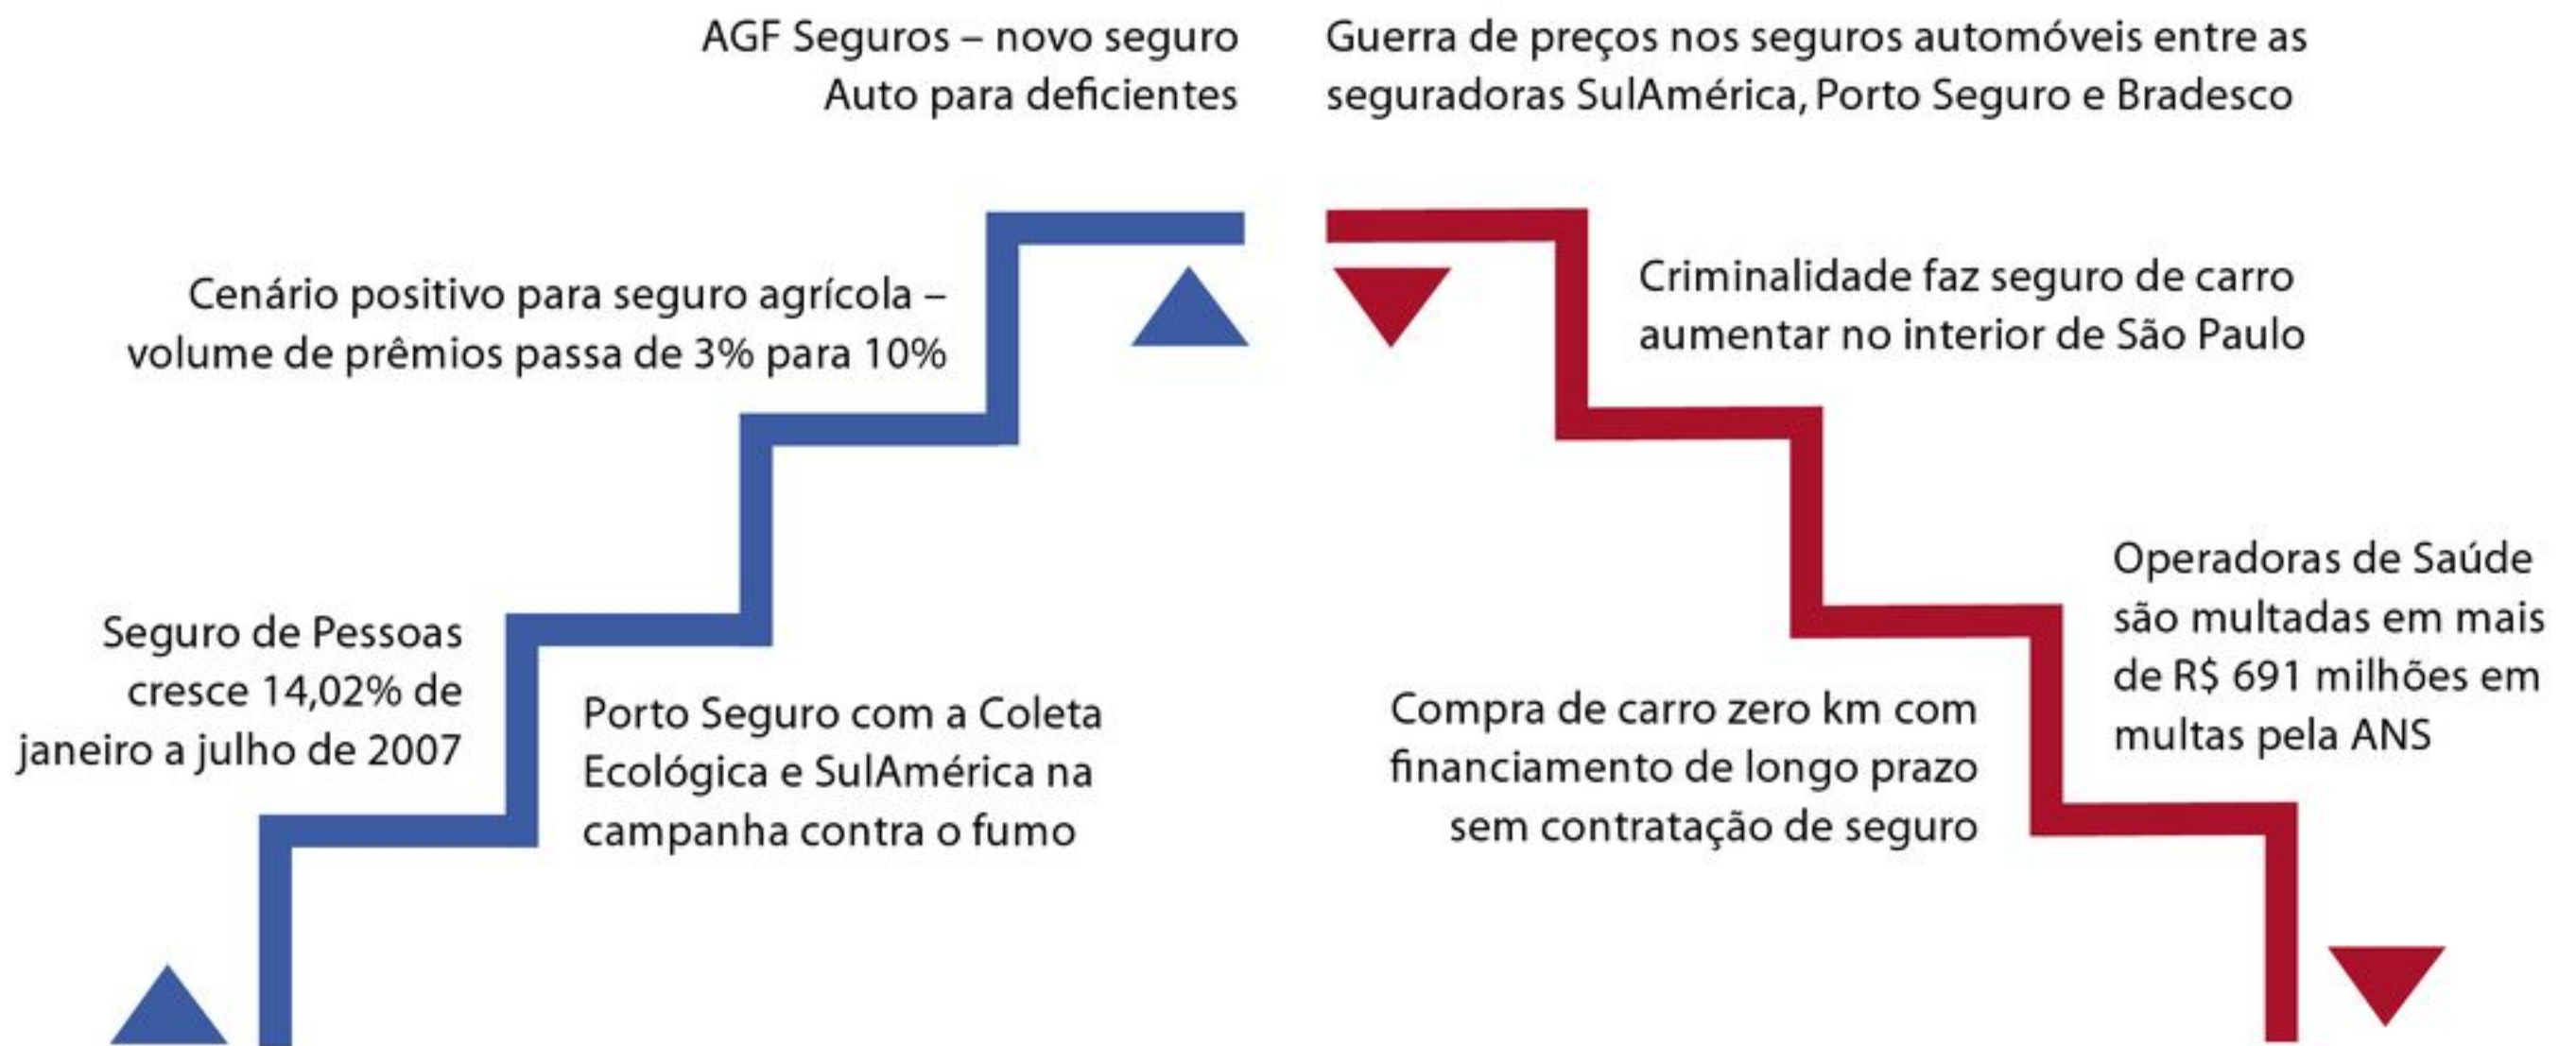 AGF Seguros – novo seguro
Auto para deficientes
Guerra de preços nos seguros automóveis entre as
seguradoras SulAmérica, Porto Seguro e Bradesco
Cenário positivo para seguro agrícola –
volume de prêmios passa de 3% para 10%
Criminalidade faz seguro de carro
aumentar no interior de São Paulo
Seguro de Pessoas
cresce 14,02% de
janeiro a julho de 2007
Porto Seguro com a Coleta
Ecológica e SulAmérica na
campanha contra o fumo
Compra de carro zero km com
financiamento de longo prazo
sem contratação de seguro
Operadoras de Saúde
são multadas em mais
de R$ 691 milhões em
multas pela ANS